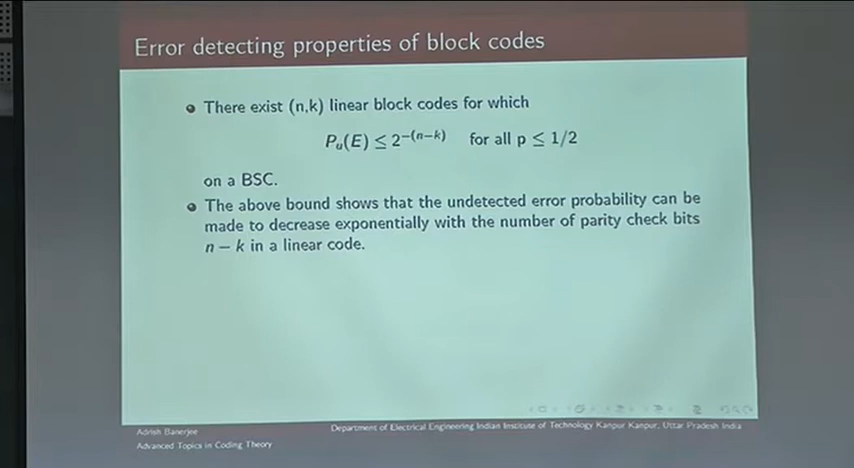 Error detecting properties of block codes
There exist (n,k) linear block codes for which
P_u(E) ≤ 2^{-(n-k)} for all p ≤ 1/2
on a BSC.
The above bound shows that the undetected error probability can be
made to decrease exponentially with the number of parity check bits
n − k in a linear code.
Adrish Banerjee
Department of Electrical Engineering Indian Institute of Technology Kanpur Kanpur, Uttar Pradesh India
Advanced Topics in Coding Theory